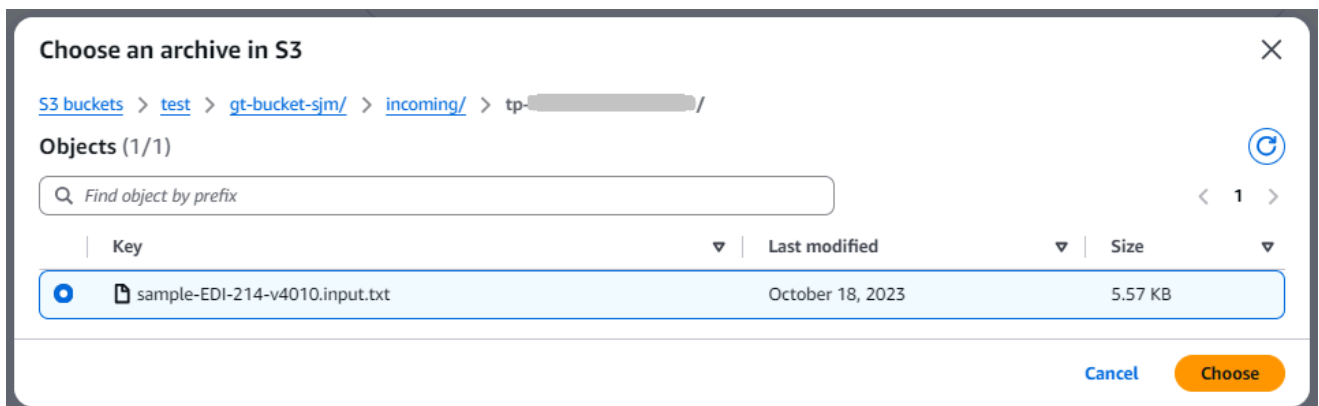 Choose an archive in S3
S3 buckets > test > gt-bucket-sjm/ > incoming/ > tp- /
Objects (1/1)
Find object by prefix
< 1 >
Key Last modified Size
sample-EDI-214-v4010.input.txt October 18, 2023 5.57 KB
Cancel Choose